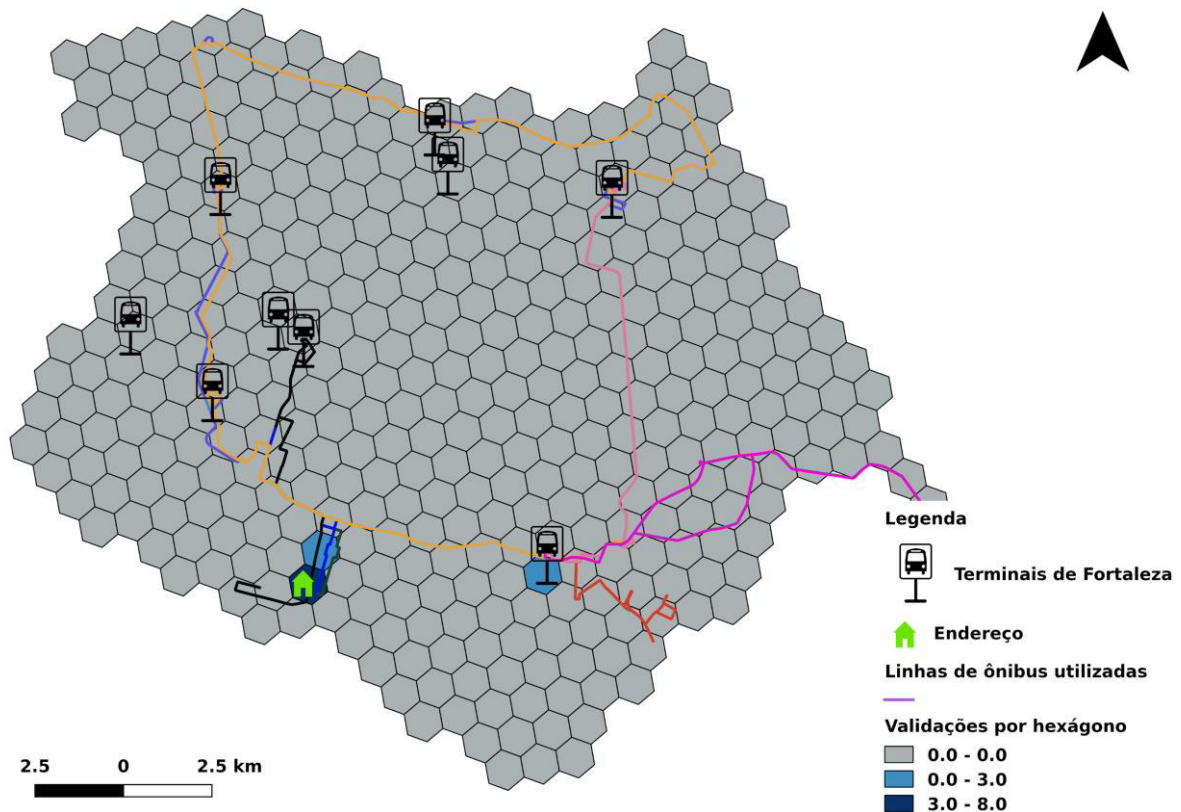 Legenda
Terminais de Fortaleza
Endereço
Linhas de ônibus utilizadas
Validações por hexágono
0.0 - 0.0
0.0 - 3.0
3.0 - 8.0
2.5 0 2.5 km